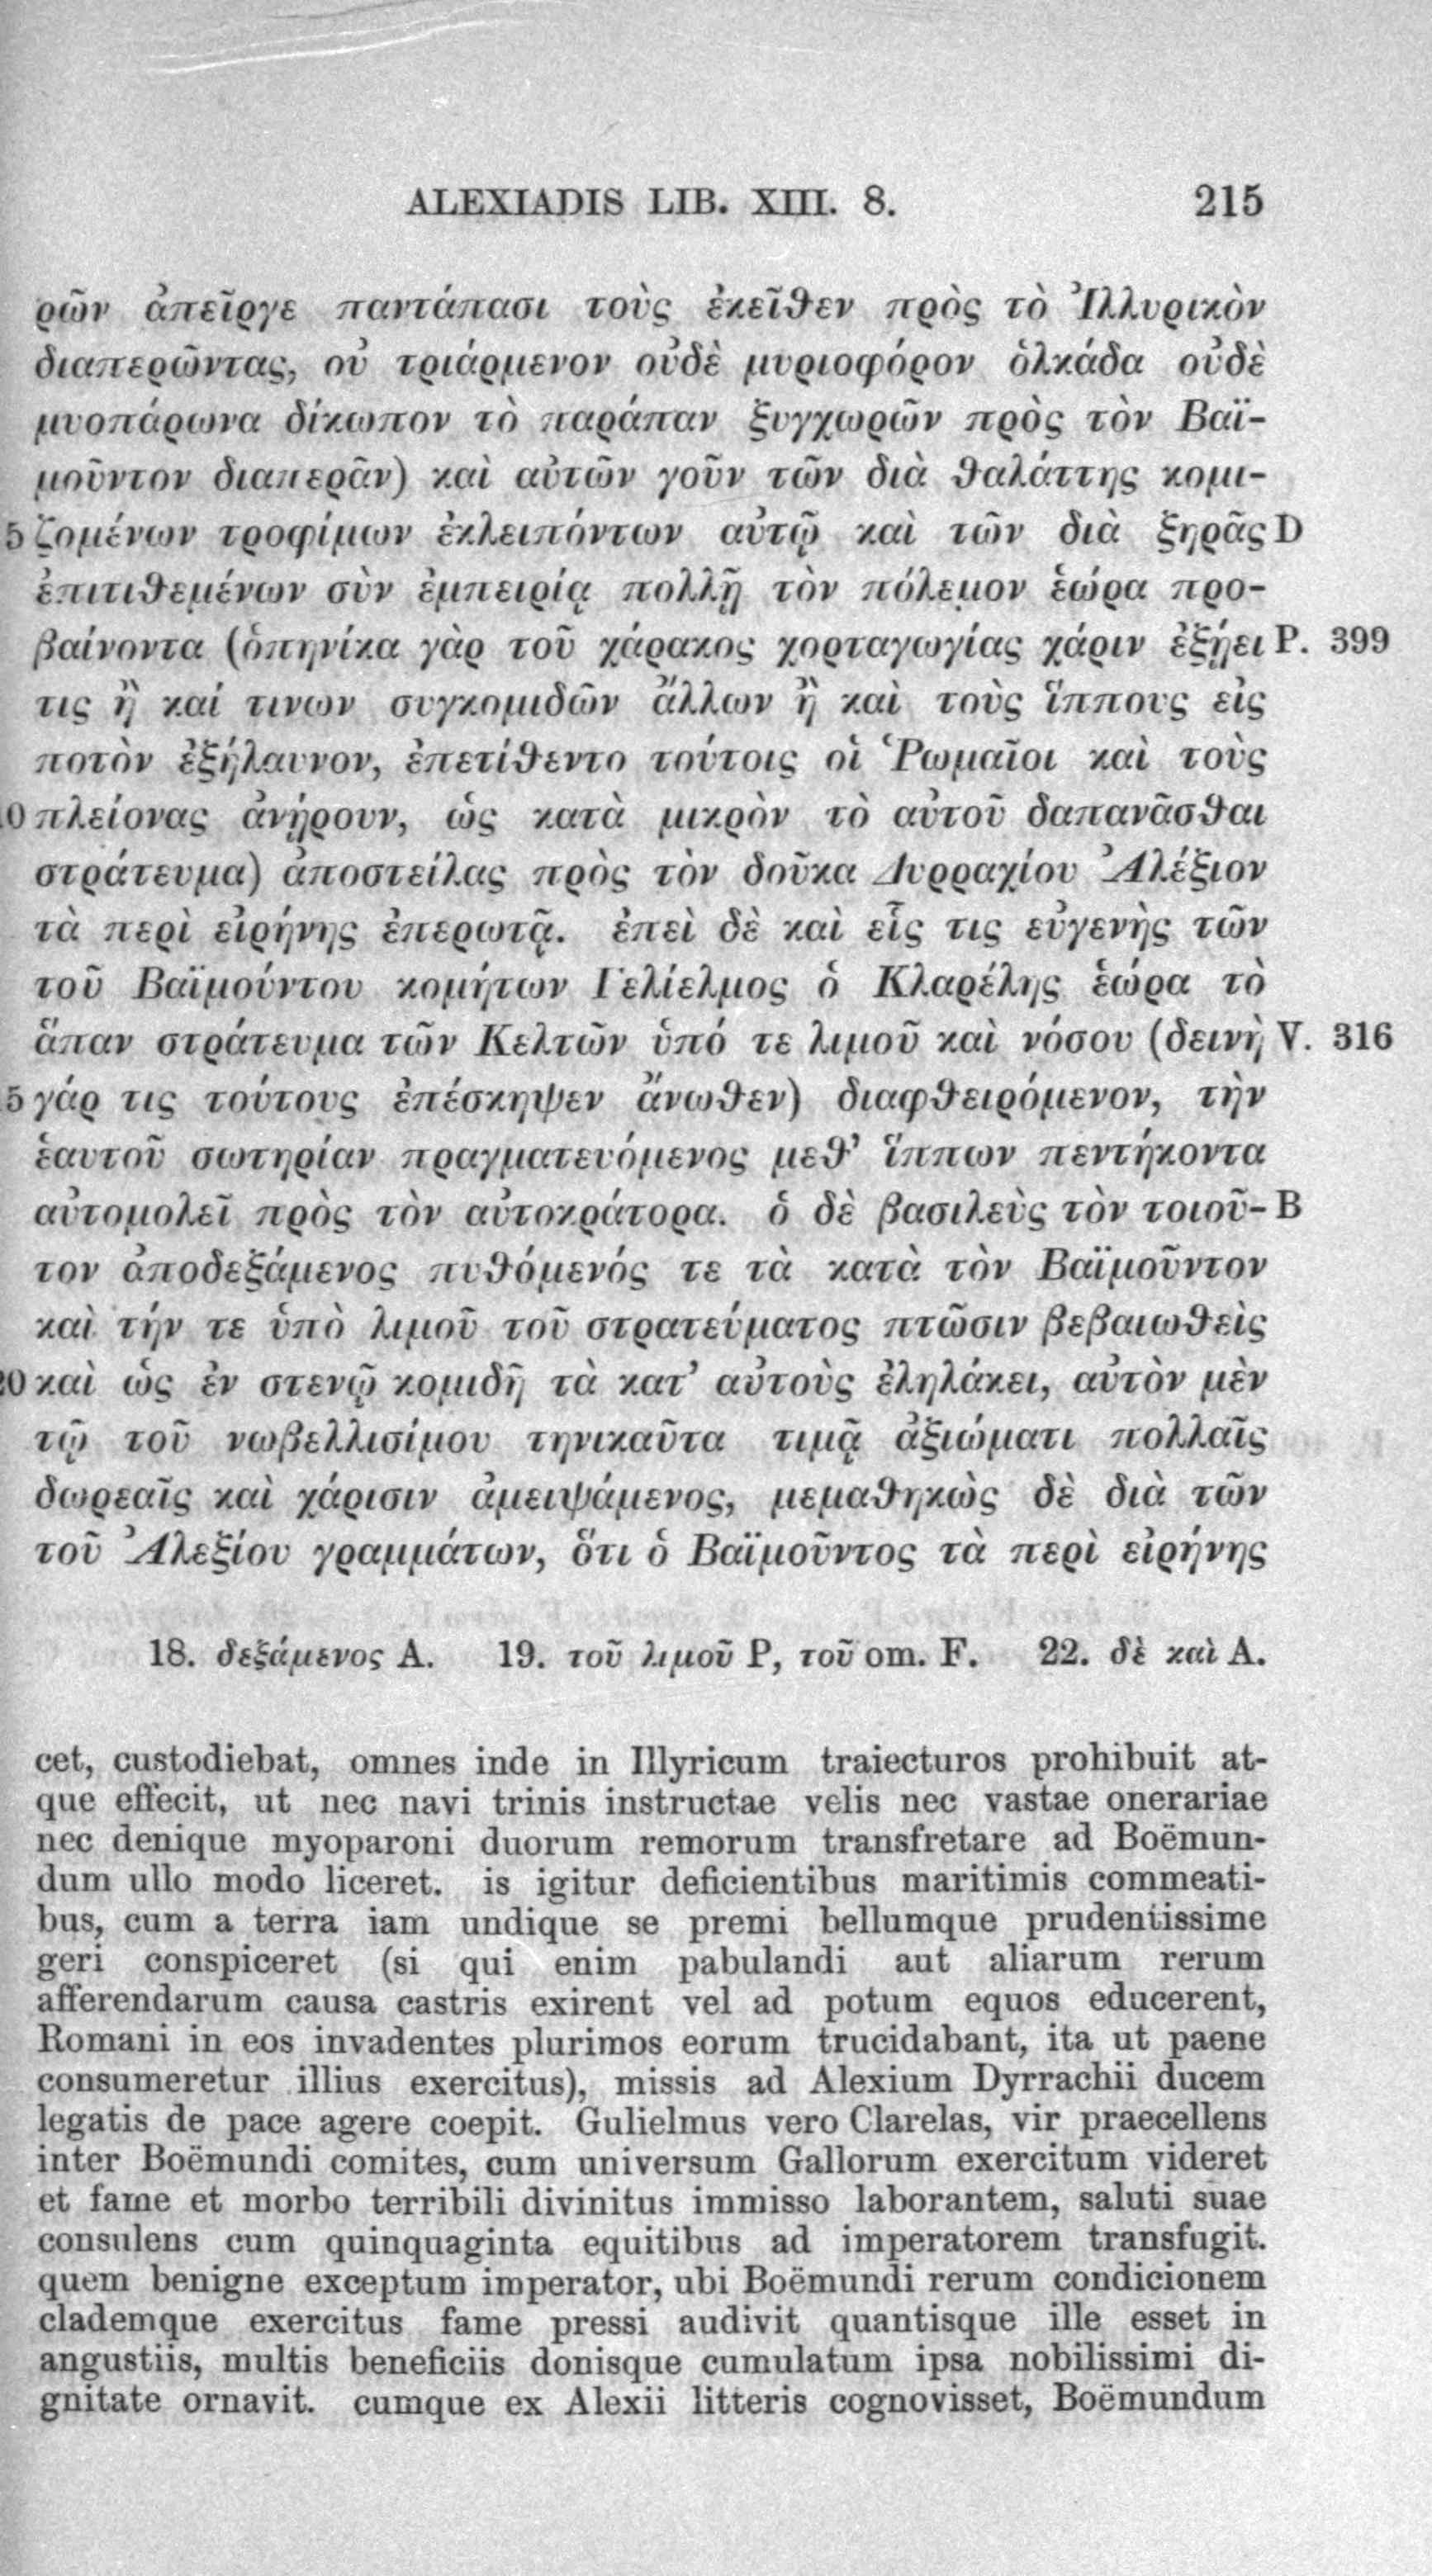 ALEXIADIS LIB. XIII. 8. 215
ρῶν ἀπεῖργε παντάπασι τοὺς ἐκεῖθεν πρὸς τὸ Ἰλλυρικὸν
διαπερῶντας, οὐ τριάρμενον οὐδὲ μυριοφόρον ὁλκάδα οὐδὲ
μυοπάρωνα δίκωπον τὸ παράπαν ξυγχωρῶν πρὸς τὸν Βαϊ-
μοῦντον διαπερᾶν) καὶ αὐτῶν γοῦν τῶν διὰ θαλάττης κομι-
5 ζομένων τροφίμων ἐκλειπόντων αὐτῷ καὶ τῶν διὰ ξηρᾶς D
ἐπιτιθεμένων σὺν ἐμπειρίᾳ πολλῇ τὸν πόλεμον ἑώρα προ-
βαίνοντα (ὁπηνίκα γὰρ τοῦ χάρακος χορταγωγίας χάριν ἐξῄει P. 399
τις ἢ καί τινων συγκομιδῶν ἄλλων ἢ καὶ τοὺς ἵππους εἰς
ποτὸν ἐξήλαυνον, ἐπετίθεντο τούτοις οἱ Ῥωμαῖοι καὶ τοὺς
0 πλείονας ἀνῄρουν, ὡς κατὰ μικρὸν τὸ αὐτοῦ δαπανᾶσθαι
στράτευμα) ἀποστείλας πρὸς τὸν δοῦκα Δυρραχίου Ἀλέξιον
τὰ περὶ εἰρήνης ἐπερωτᾷ. ἐπεὶ δὲ καὶ εἷς τις εὐγενὴς τῶν
τοῦ Βαϊμούντου κομήτων Γελίελμος ὁ Κλαρέλης ἑώρα τὸ
ἅπαν στράτευμα τῶν Κελτῶν ὑπό τε λιμοῦ καὶ νόσου (δεινὴ V. 316
5 γάρ τις τούτους ἐπέσκηψεν ἄνωθεν) διαφθειρόμενον, τὴν
ἑαυτοῦ σωτηρίαν πραγματευόμενος μεθ’ ἵππων πεντήκοντα
αὐτομολεῖ πρὸς τὸν αὐτοκράτορα. ὁ δὲ βασιλεὺς τὸν τοιοῦ- B
τον ἀποδεξάμενος πυθόμενός τε τὰ κατὰ τὸν Βαϊμοῦντον
καὶ τήν τε ὑπὸ λιμοῦ τοῦ στρατεύματος πτῶσιν βεβαιωθεὶς
20 καὶ ὡς ἐν στενῷ κομιδῇ τὰ κατ’ αὐτοὺς ἐληλάκει, αὐτὸν μὲν
τῷ τοῦ νωβελλισίμου τηνικαῦτα τιμᾷ ἀξιώματι πολλαῖς
δωρεαῖς καὶ χάρισιν ἀμειψάμενος, μεμαθηκὼς δὲ διὰ τῶν
τοῦ Ἀλεξίου γραμμάτων, ὅτι ὁ Βαϊμοῦντος τὰ περὶ εἰρήνης
18. δεξάμενος A. 19. τοῦ λιμοῦ P, τοῦ om. F. 22. δὲ καὶ A.
cet, custodiebat, omnes inde in Illyricum traiecturos prohibuit at-
que effecit, ut nec navi trinis instructae velis nec vastae onerariae
nec denique myoparoni duorum remorum transfretare ad Boëmun-
dum ullo modo liceret. is igitur deficientibus maritimis commeati-
bus, cum a terra iam undique se premi bellumque prudentissime
geri conspiceret (si qui enim pabulandi aut aliarum rerum
afferendarum causa castris exirent vel ad potum equos educerent,
Romani in eos invadentes plurimos eorum trucidabant, ita ut paene
consumeretur illius exercitus), missis ad Alexium Dyrrachii ducem
legatis de pace agere coepit. Gulielmus vero Clarelas, vir praecellens
inter Boëmundi comites, cum universum Gallorum exercitum videret
et fame et morbo terribili divinitus immisso laborantem, saluti suae
consulens cum quinquaginta equitibus ad imperatorem transfugit.
quem benigne exceptum imperator, ubi Boëmundi rerum condicionem
clademque exercitus fame pressi audivit quantisque ille esset in
angustiis, multis beneficiis donisque cumulatum ipsa nobilissimi di-
gnitate ornavit. cumque ex Alexii litteris cognovisset, Boëmundum